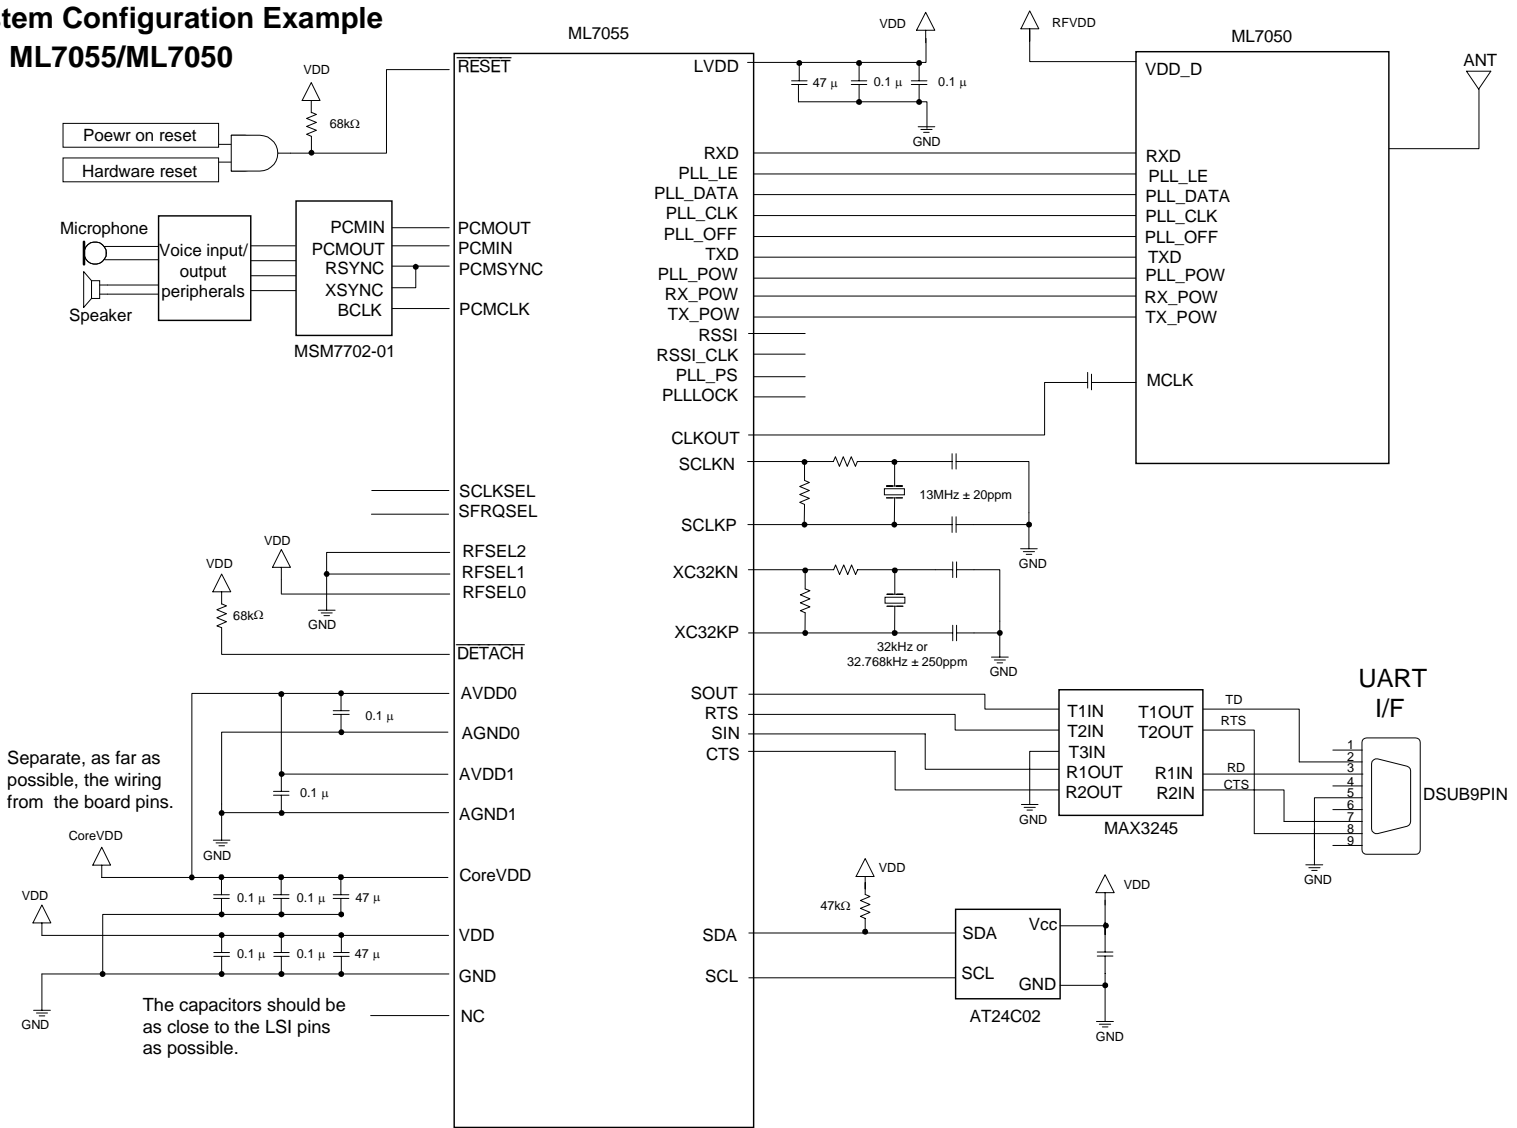 stem Configuration Example
ML7055/ML7050
ML7055
VDD
RFVDD
ML7050
ANT
VDD
68kΩ
RESET
LVDD
47 μ
0.1 μ
0.1 μ
GND
VDD_D
Poewr on reset
Hardware reset
RXD
PLL_LE
PLL_DATA
PLL_CLK
PLL_OFF
TXD
PLL_POW
RX_POW
TX_POW
RSSI
RSSI_CLK
PLL_PS
PLLLOCK
RXD
PLL_LE
PLL_DATA
PLL_CLK
PLL_OFF
TXD
PLL_POW
RX_POW
TX_POW
MCLK
Microphone
Speaker
Voice input/
output
peripherals
PCMIN
PCMOUT
RSYNC
XSYNC
BCLK
MSM7702-01
PCMOUT
PCMIN
PCMSYNC
PCMCLK
CLKOUT
SCLKN
SCLKP
13MHz ± 20ppm
GND
SCLKSEL
SFRQSEL
VDD
VDD
RFSEL2
RFSEL1
RFSEL0
68kΩ
GND
DETACH
XC32KN
XC32KP
32kHz or
32.768kHz ± 250ppm
GND
AVDD0
0.1 μ
AGND0
AVDD1
0.1 μ
AGND1
GND
Separate, as far as
possible, the wiring
from the board pins.
SOUT
RTS
SIN
CTS
T1IN
T2IN
T3IN
R1OUT
R2OUT
T1OUT
T2OUT
R1IN
R2IN
MAX3245
GND
TD
RTS
RD
CTS
UART
I/F
1
2
3
4
5
6
7
8
9
DSUB9PIN
GND
CoreVDD
CoreVDD
0.1 μ
0.1 μ
47 μ
VDD
VDD
0.1 μ
0.1 μ
47 μ
GND
GND
The capacitors should be
as close to the LSI pins
as possible.
NC
VDD
47kΩ
SDA
SCL
SDA
SCL
Vcc
GND
AT24C02
VDD
GND